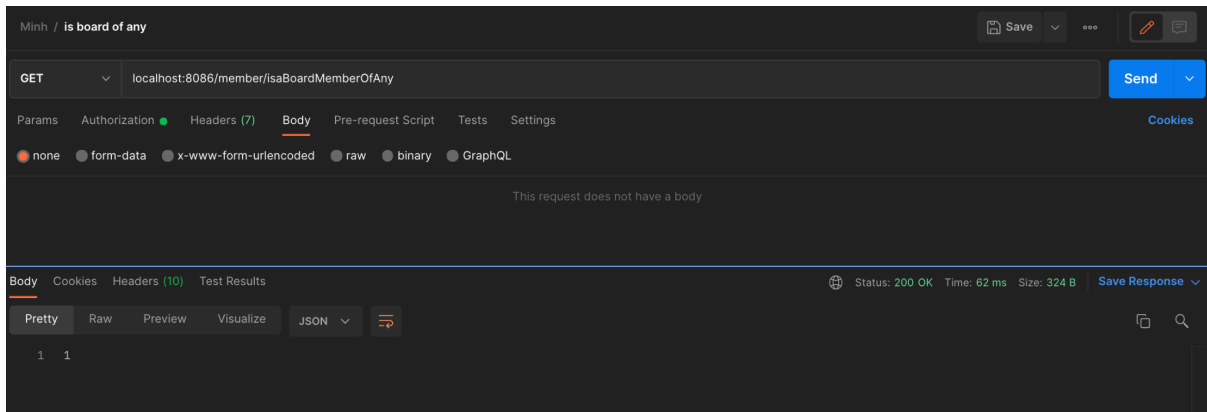 Minh / is board of any Save
GET localhost:8086/member/isaBoardMemberOfAny Send
Params Authorization Headers (7) Body Pre-request Script Tests Settings Cookies
none form-data x-www-form-urlencoded raw binary GraphQL
This request does not have a body
Body Cookies Headers (10) Test Results Status: 200 OK Time: 62 ms Size: 324 B Save Response
Pretty Raw Preview Visualize JSON
1 1